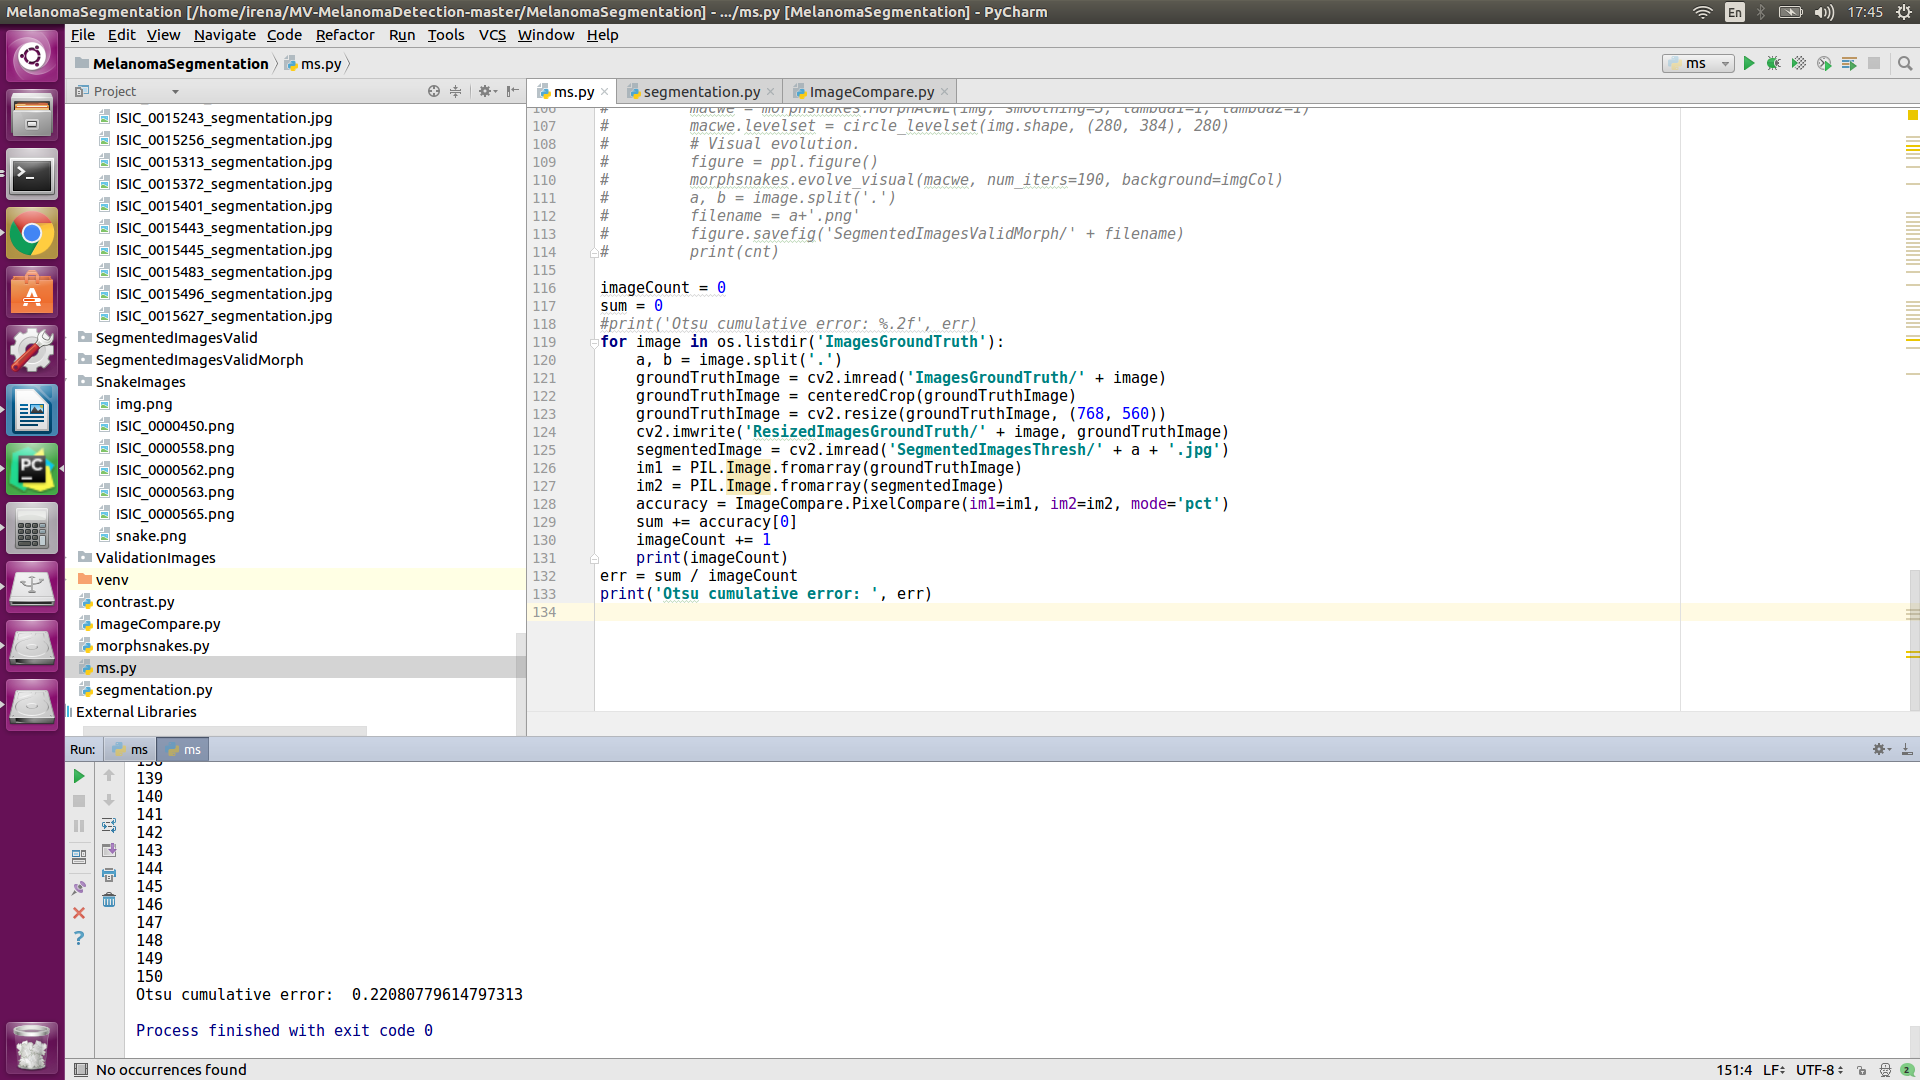 MelanomaSegmentation [/home/irena/MV-MelanomaDetection-master/MelanomaSegmentation] - .../ms.py [MelanomaSegmentation] - PyCharm
En
17:45
File Edit View Navigate Code Refactor Run Tools VCS Window Help
MelanomaSegmentation ms.py
ms
Project
ms.py segmentation.py ImageCompare.py
ISIC_0015243_segmentation.jpg
ISIC_0015256_segmentation.jpg
ISIC_0015313_segmentation.jpg
ISIC_0015372_segmentation.jpg
ISIC_0015401_segmentation.jpg
ISIC_0015443_segmentation.jpg
ISIC_0015445_segmentation.jpg
ISIC_0015483_segmentation.jpg
ISIC_0015496_segmentation.jpg
ISIC_0015627_segmentation.jpg
SegmentedImagesValid
SegmentedImagesValidMorph
SnakeImages
img.png
ISIC_0000450.png
ISIC_0000558.png
ISIC_0000562.png
ISIC_0000563.png
ISIC_0000565.png
snake.png
ValidationImages
venv
contrast.py
ImageCompare.py
morphsnakes.py
ms.py
segmentation.py
External Libraries
106 # macwe = morphsnakes.MorphACWE(img, smoothing=3, lambda1=1, lambda2=1)
107 # macwe.levelset = circle_levelset(img.shape, (280, 384), 280)
108 # # Visual evolution.
109 # figure = ppl.figure()
110 # morphsnakes.evolve_visual(macwe, num_iters=190, background=imgCol)
111 # a, b = image.split('.')
112 # filename = a+'.png'
113 # figure.savefig('SegmentedImagesValidMorph/' + filename)
114 # print(cnt)
115
116 imageCount = 0
117 sum = 0
118 #print('Otsu cumulative error: %.2f', err)
119 for image in os.listdir('ImagesGroundTruth'):
120 a, b = image.split('.')
121 groundTruthImage = cv2.imread('ImagesGroundTruth/' + image)
122 groundTruthImage = centeredCrop(groundTruthImage)
123 groundTruthImage = cv2.resize(groundTruthImage, (768, 560))
124 cv2.imwrite('ResizedImagesGroundTruth/' + image, groundTruthImage)
125 segmentedImage = cv2.imread('SegmentedImagesThresh/' + a + '.jpg')
126 im1 = PIL.Image.fromarray(groundTruthImage)
127 im2 = PIL.Image.fromarray(segmentedImage)
128 accuracy = ImageCompare.PixelCompare(im1=im1, im2=im2, mode='pct')
129 sum += accuracy[0]
130 imageCount += 1
131 print(imageCount)
132 err = sum / imageCount
133 print('Otsu cumulative error: ', err)
134
Run: ms ms
138
139
140
141
142
143
144
145
146
147
148
149
150
Otsu cumulative error:  0.22080779614797313
Process finished with exit code 0
No occurrences found
151:4 LF UTF-8 2